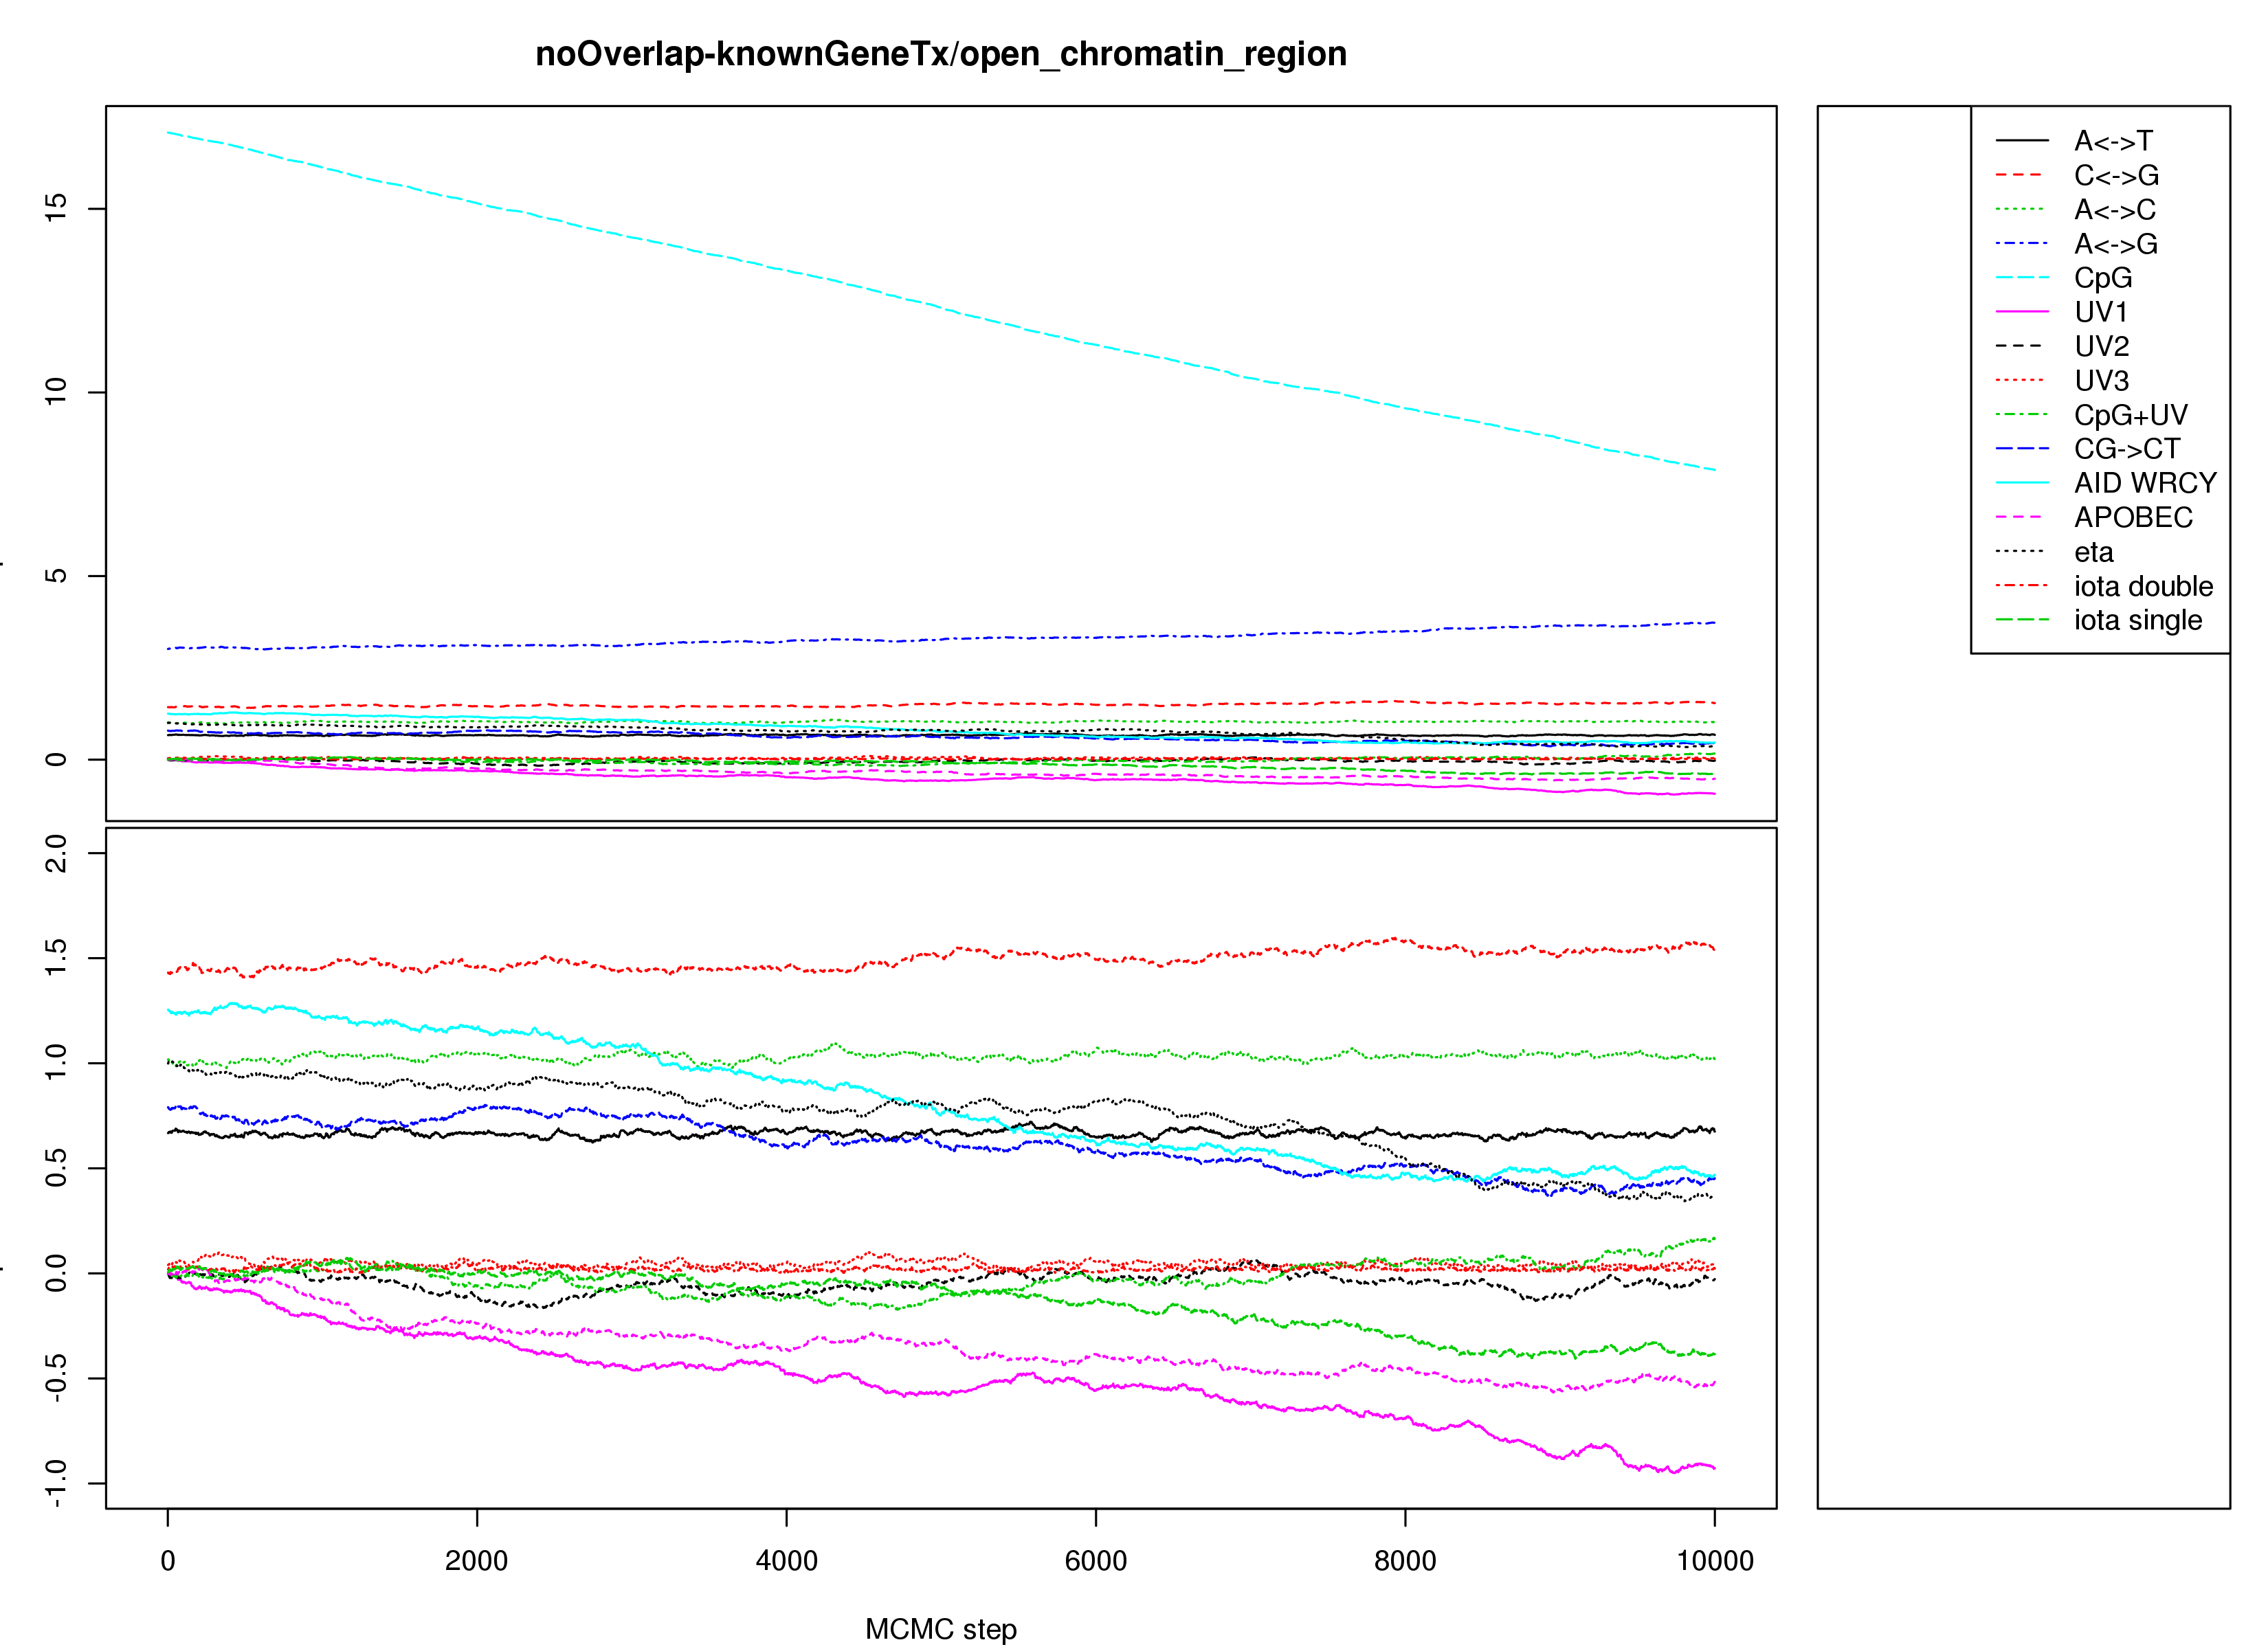 noOverlap-knownGeneTx/open_chromatin_region
15
10
5
0
2.0
1.5
1.0
0.5
0.0
-0.5
-1.0
0 2000 4000 6000 8000 10000
MCMC step
A<->T
C<->G
A<->C
A<->G
CpG
UV1
UV2
UV3
CpG+UV
CG->CT
AID WRCY
APOBEC
eta
iota double
iota single